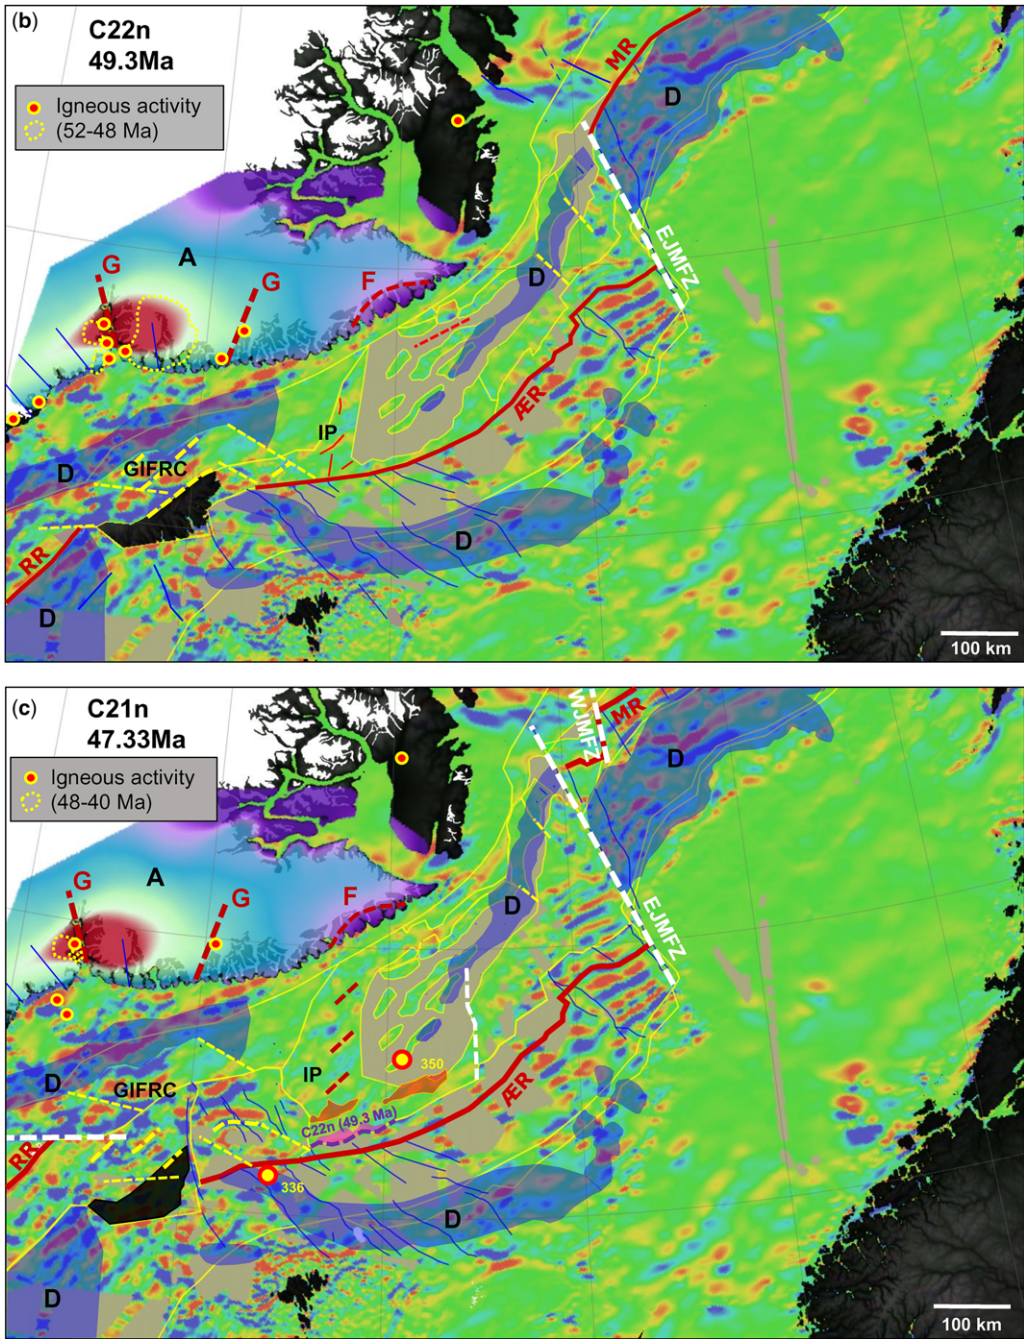 (b)
C22n
49.3Ma
Igneous activity
(52-48 Ma)
MR
D
EJMFZ
A
G
G
F
D
ÆR
IP
GIFRC
D
D
RR
D
100 km
(c)
C21n
47.33Ma
Igneous activity
(48-40 Ma)
WJMFZ
MR
D
A
G
G
F
D
EJMFZ
350
IP
ÆR
D
GIFRC
C22n (49.3 Ma)
RR
336
D
D
100 km